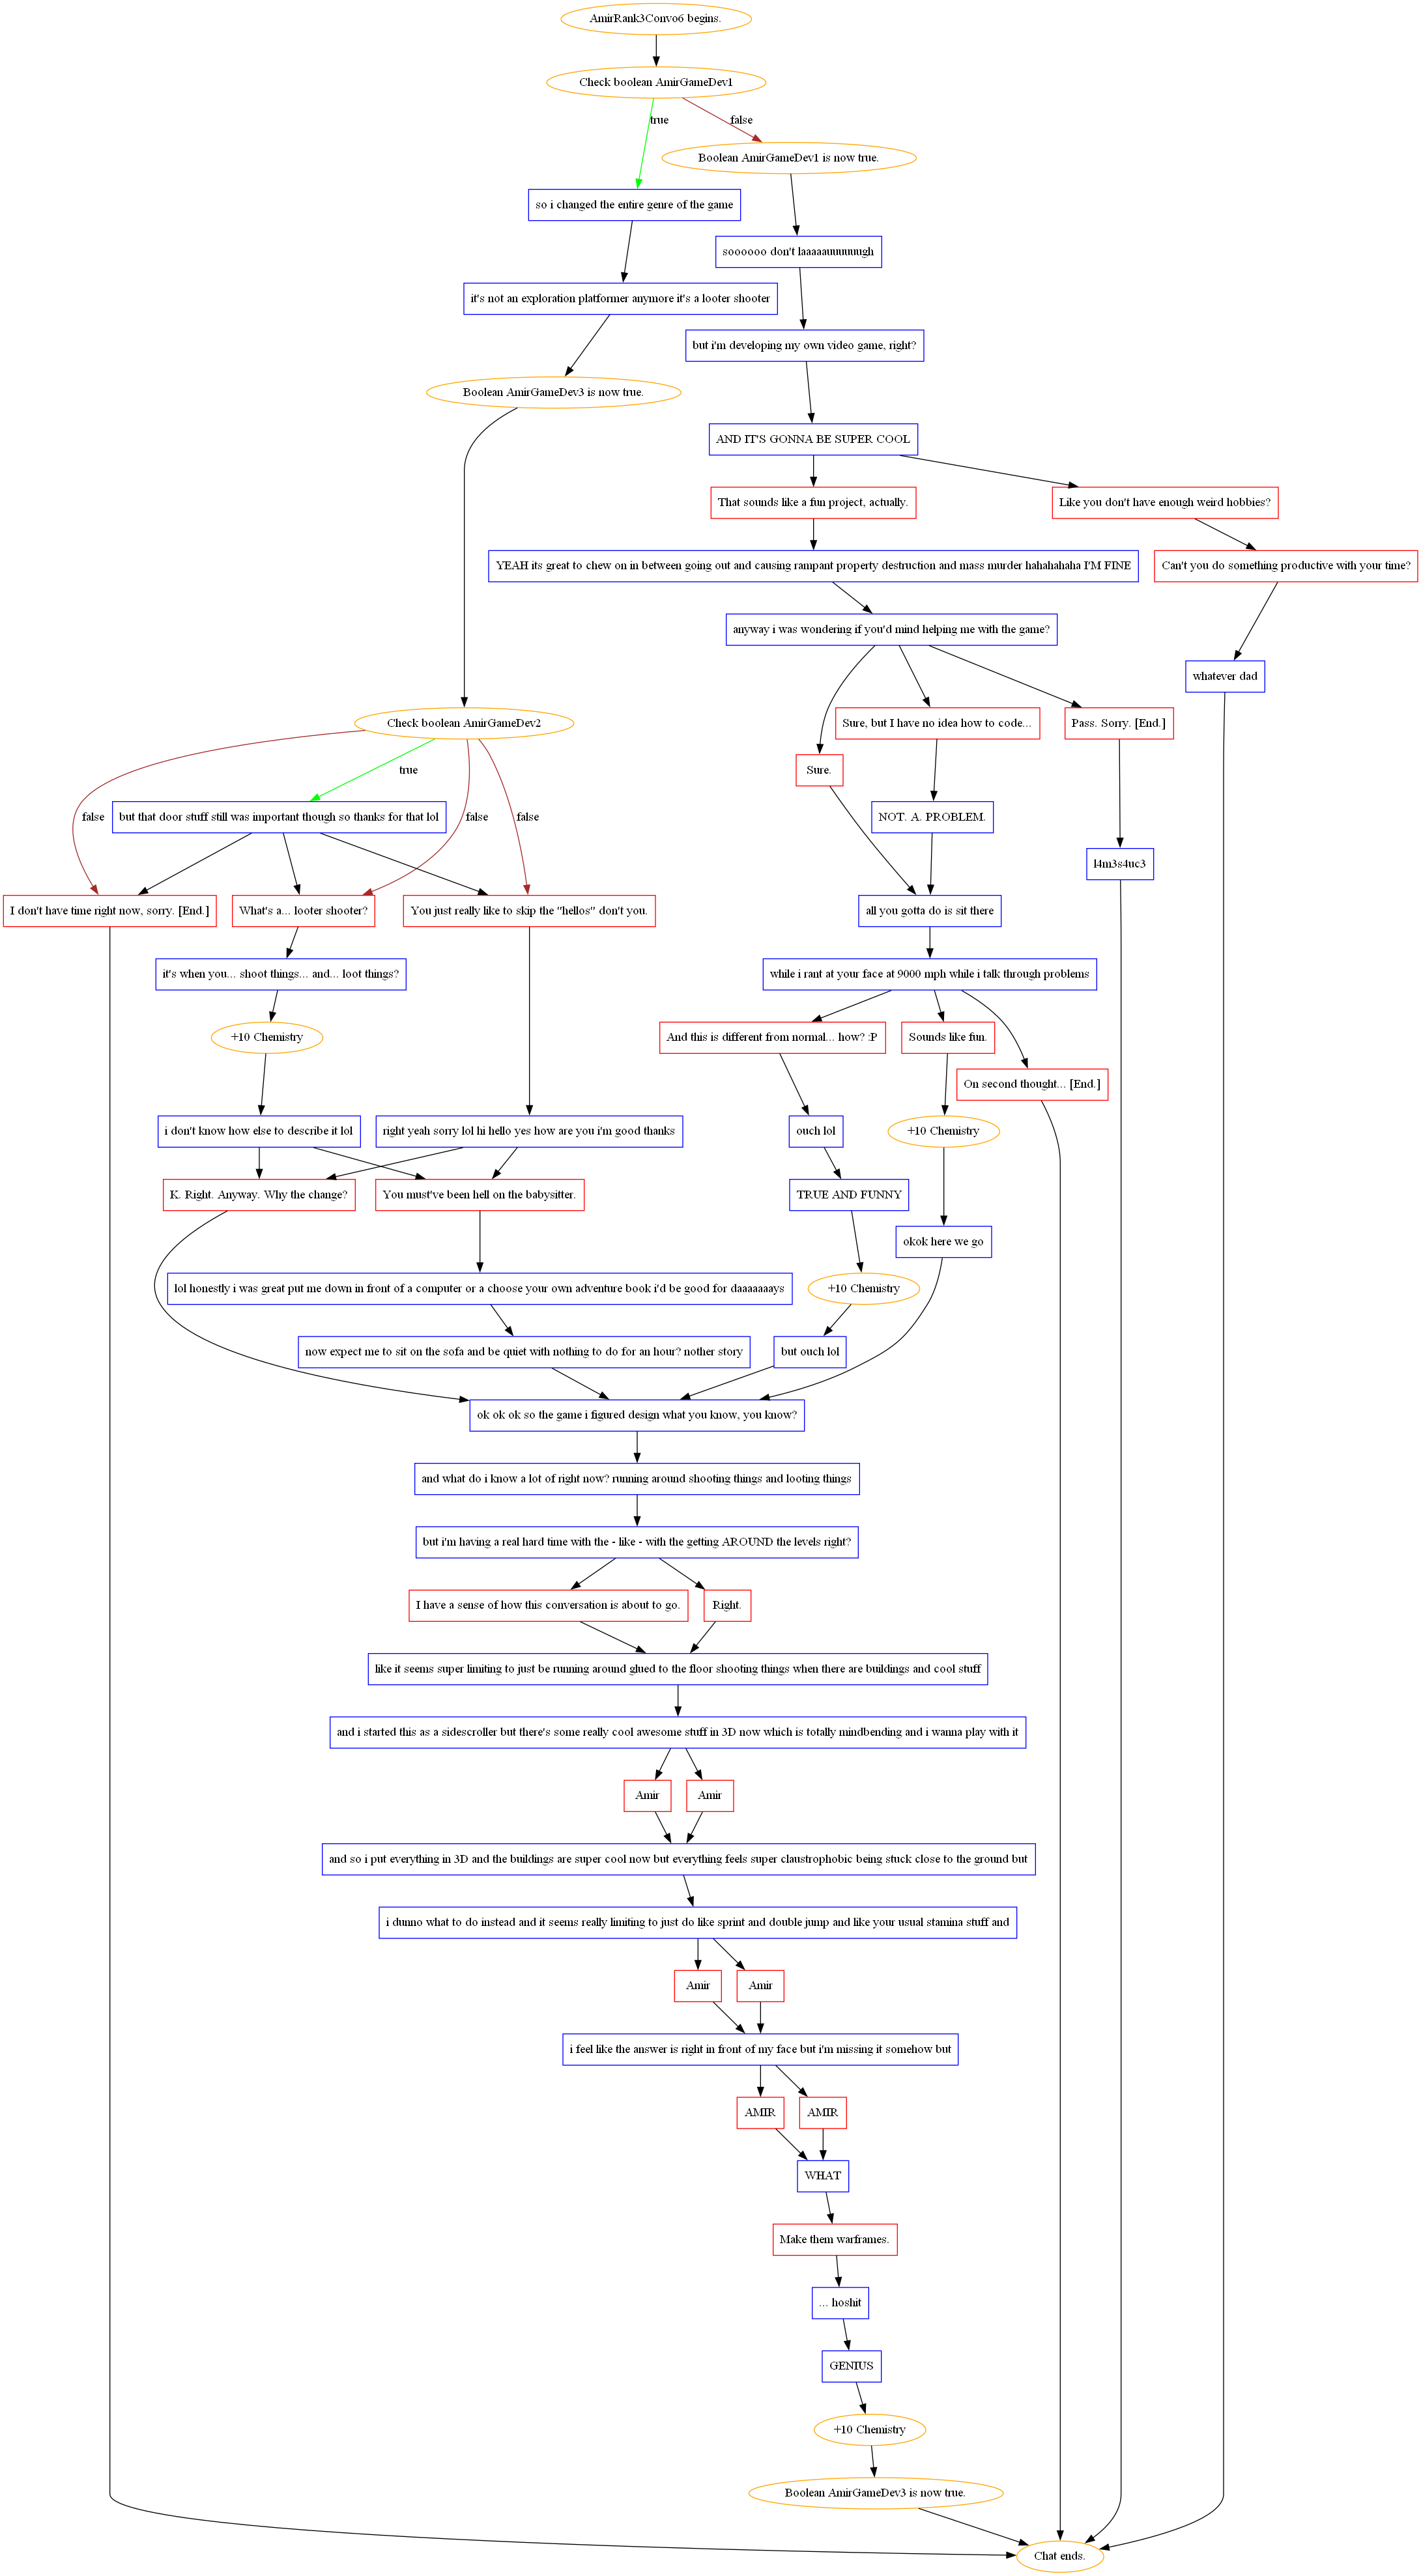 AmirRank3Convo6 begins.
Check boolean AmirGameDev1
true
false
Boolean AmirGameDev1 is now true.
so i changed the entire genre of the game
soooooo don't laaaaauuuuuugh
it's not an exploration platformer anymore it's a looter shooter
but i'm developing my own video game, right?
Boolean AmirGameDev3 is now true.
AND IT'S GONNA BE SUPER COOL
That sounds like a fun project, actually.
Like you don't have enough weird hobbies?
YEAH its great to chew on in between going out and causing rampant property destruction and mass murder hahahahaha I'M FINE
Can't you do something productive with your time?
anyway i was wondering if you'd mind helping me with the game?
whatever dad
Check boolean AmirGameDev2
Sure, but I have no idea how to code...
Pass. Sorry. [End.]
true
Sure.
false
but that door stuff still was important though so thanks for that lol
false
false
NOT. A. PROBLEM.
l4m3s4uc3
I don't have time right now, sorry. [End.]
What's a... looter shooter?
You just really like to skip the "hellos" don't you.
all you gotta do is sit there
it's when you... shoot things... and... loot things?
while i rant at your face at 9000 mph while i talk through problems
+10 Chemistry
And this is different from normal... how? :P
Sounds like fun.
On second thought... [End.]
i don't know how else to describe it lol
right yeah sorry lol hi hello yes how are you i'm good thanks
ouch lol
+10 Chemistry
K. Right. Anyway. Why the change?
You must've been hell on the babysitter.
TRUE AND FUNNY
okok here we go
lol honestly i was great put me down in front of a computer or a choose your own adventure book i'd be good for daaaaaaays
+10 Chemistry
now expect me to sit on the sofa and be quiet with nothing to do for an hour? nother story
but ouch lol
ok ok ok so the game i figured design what you know, you know?
and what do i know a lot of right now? running around shooting things and looting things
but i'm having a real hard time with the - like - with the getting AROUND the levels right?
I have a sense of how this conversation is about to go.
Right.
like it seems super limiting to just be running around glued to the floor shooting things when there are buildings and cool stuff
and i started this as a sidescroller but there's some really cool awesome stuff in 3D now which is totally mindbending and i wanna play with it
Amir
Amir
and so i put everything in 3D and the buildings are super cool now but everything feels super claustrophobic being stuck close to the ground but
i dunno what to do instead and it seems really limiting to just do like sprint and double jump and like your usual stamina stuff and
Amir
Amir
i feel like the answer is right in front of my face but i'm missing it somehow but
AMIR
AMIR
WHAT
Make them warframes.
... hoshit
GENIUS
+10 Chemistry
Boolean AmirGameDev3 is now true.
Chat ends.